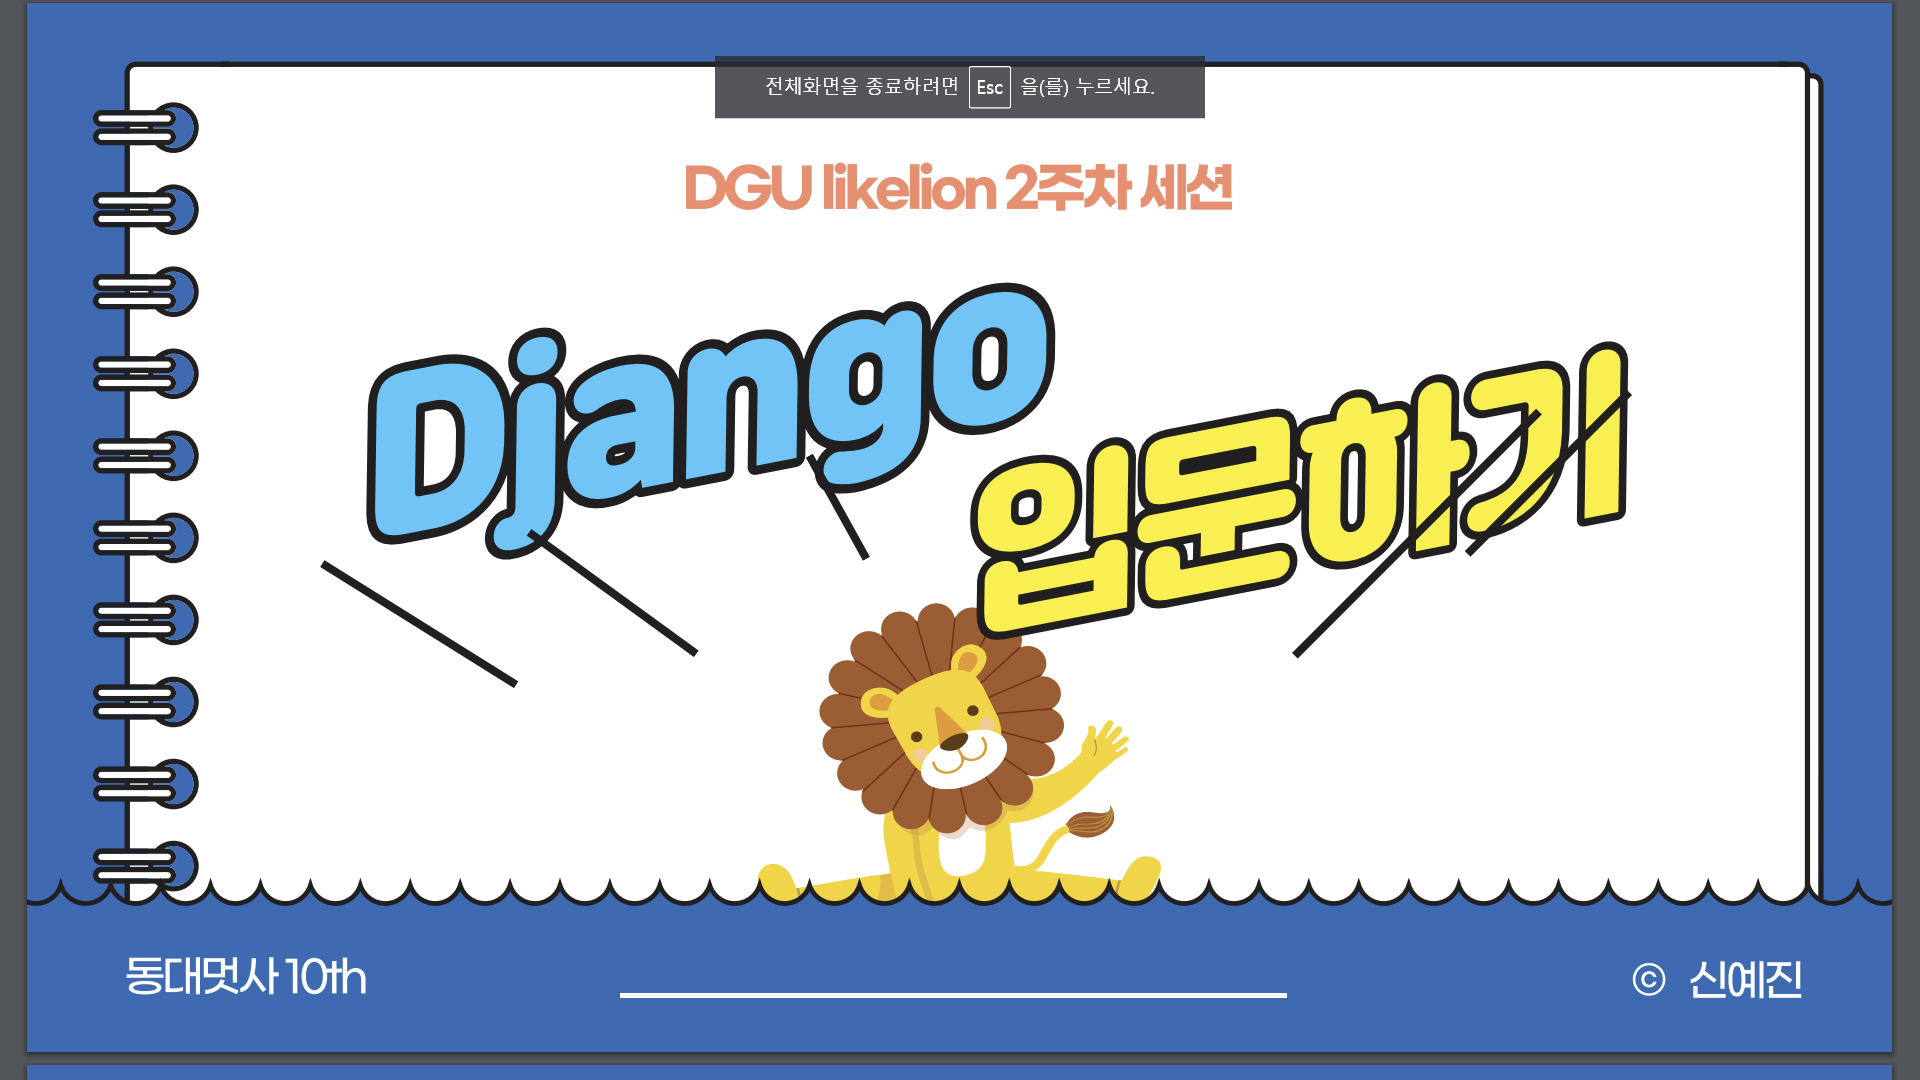 전체화면을 종료하려면 Esc 을(를) 누르세요.
DGU likelion 2주차 세션
Django
입문하기
동대멋사 10th
© 신예진